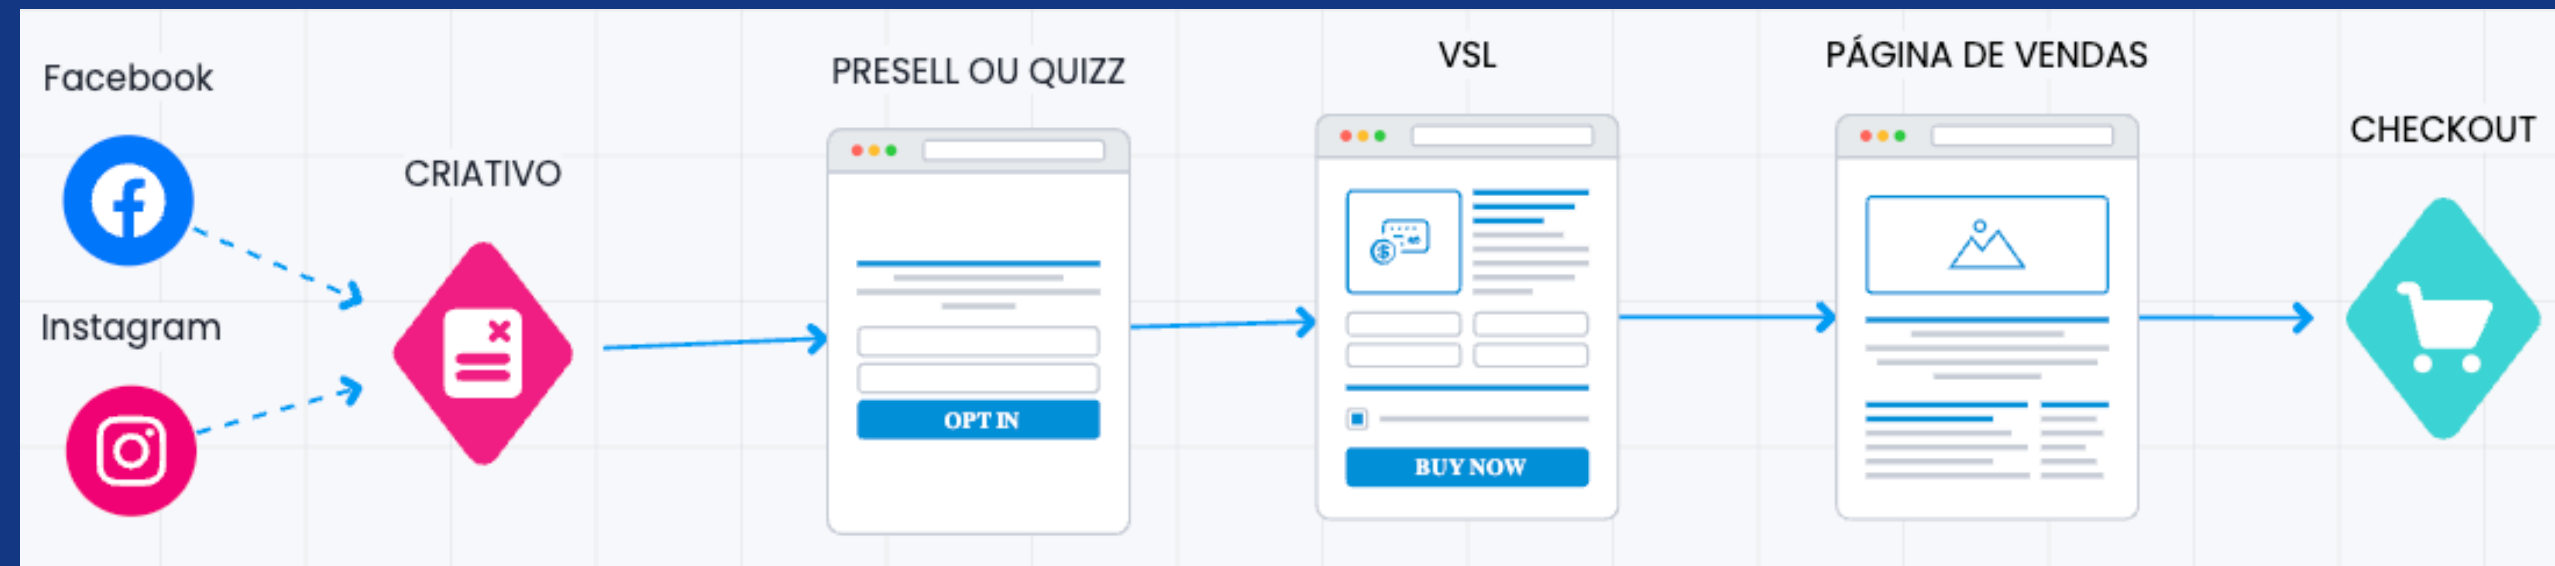 Facebook
Instagram
CRIATIVO
PRESELL OU QUIZZ
OPT IN
VSL
BUY NOW
PÁGINA DE VENDAS
CHECKOUT